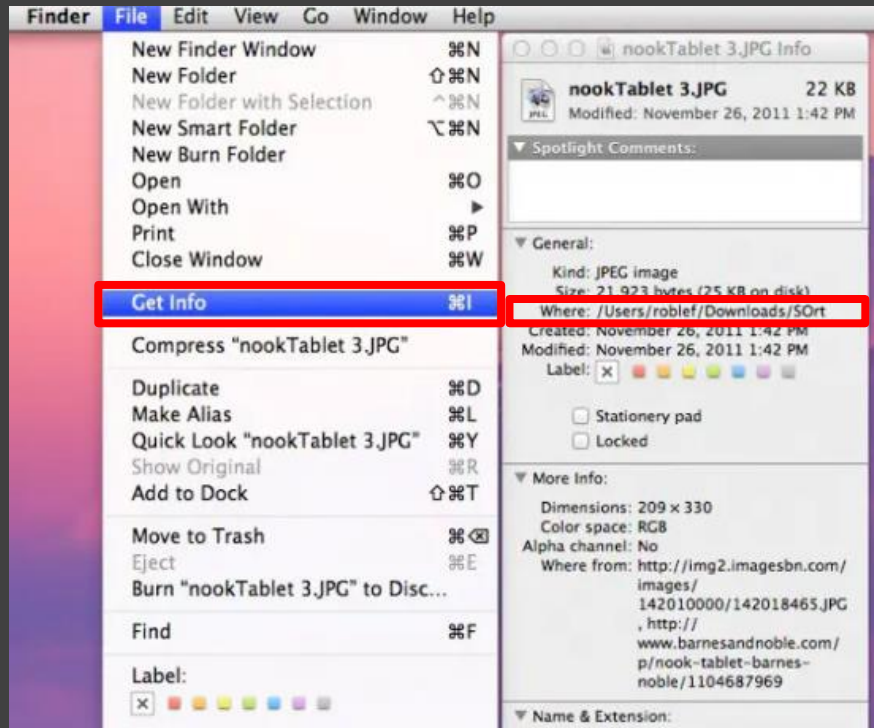 Finder File Edit View Go Window Help
New Finder Window ⌘N
New Folder ⇧⌘N
New Folder with Selection ^⌘N
New Smart Folder ⌥⌘N
New Burn Folder
Open ⌘O
Open With ▶
Print ⌘P
Close Window ⌘W
Get Info ⌘I
Compress "nookTablet 3.JPG"
Duplicate ⌘D
Make Alias ⌘L
Quick Look "nookTablet 3.JPG" ⌘Y
Show Original ⌘R
Add to Dock ⇧⌘T
Move to Trash ⌘⌫
Eject ⌘E
Burn "nookTablet 3.JPG" to Disc...
Find ⌘F
Label:
nookTablet 3.JPG Info
JPEG
nookTablet 3.JPG 22 KB
Modified: November 26, 2011 1:42 PM
▼ Spotlight Comments:
▼ General:
Kind: JPEG image
Size: 21,923 bytes (25 KB on disk)
Where: /Users/roblef/Downloads/SOrt
Created: November 26, 2011 1:42 PM
Modified: November 26, 2011 1:42 PM
Label:
Stationery pad
Locked
▼ More Info:
Dimensions: 209 × 330
Color space: RGB
Alpha channel: No
Where from: http://img2.imagesbn.com/
images/
142010000/142018465.JPG
, http://
www.barnesandnoble.com/
p/nook-tablet-barnes-
noble/1104687969
▼ Name & Extension: